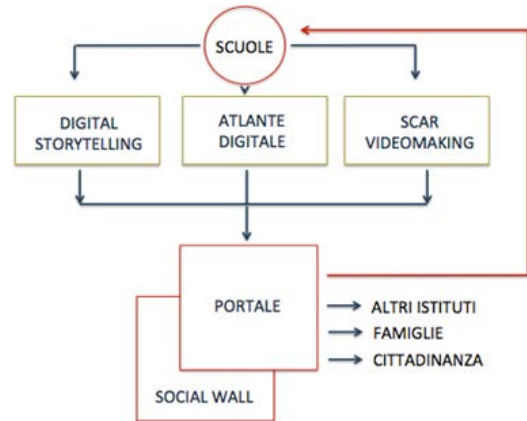 SCUOLE
DIGITAL
STORYTELLING
ATLANTE
DIGITALE
SCAR
VIDEOMAKING
PORTALE
ALTRI ISTITUTI
FAMIGLIE
CITTADINANZA
SOCIAL WALL